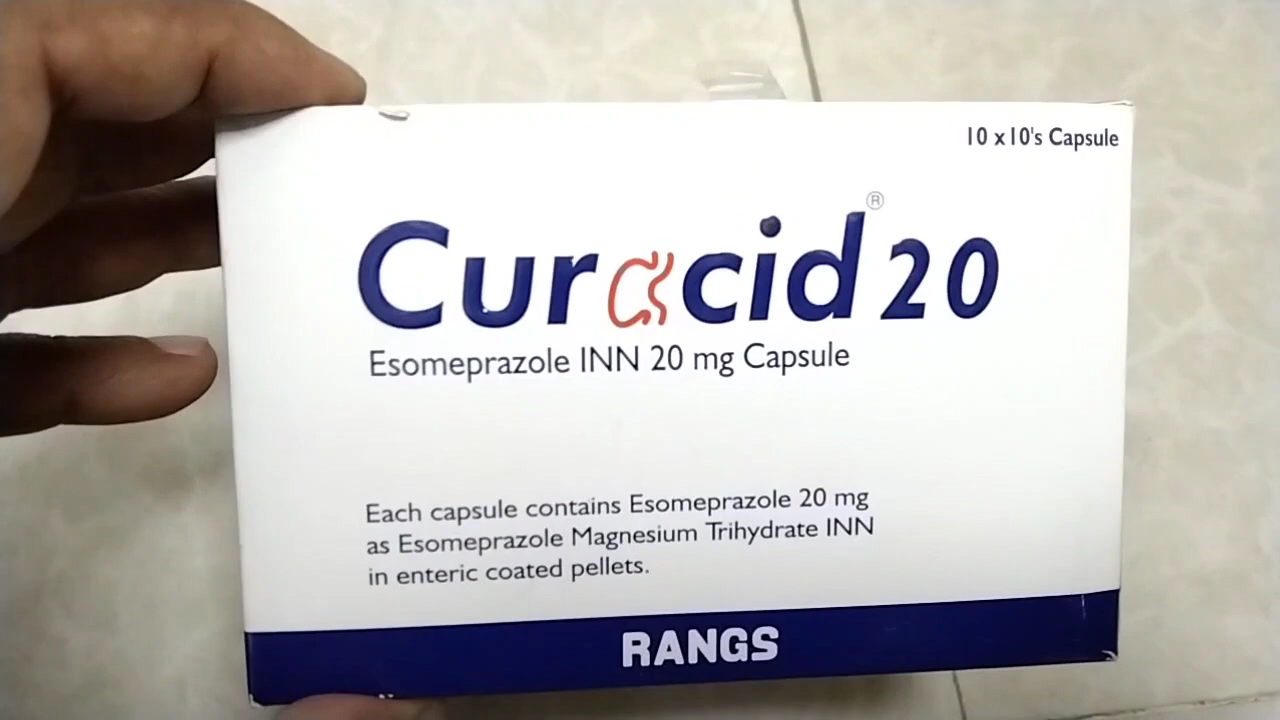 10 x 10's Capsule
Curacid® 20
Esomeprazole INN 20 mg Capsule
Each capsule contains Esomeprazole 20 mg
as Esomeprazole Magnesium Trihydrate INN
in enteric coated pellets.
RANGS